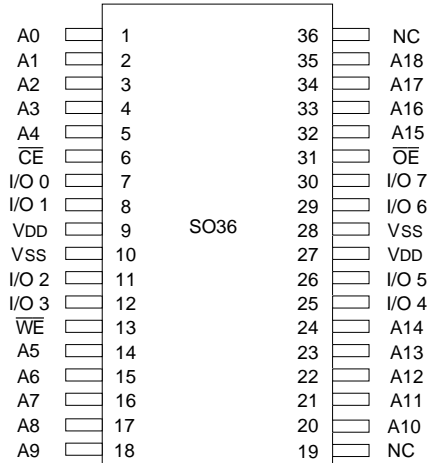 A0 1 36 NC
A1 2 35 A18
A2 3 34 A17
A3 4 33 A16
A4 5 32 A15
C̅E̅ 6 31 O̅E̅
I/O 0 7 30 I/O 7
I/O 1 8 29 I/O 6
VDD 9 SO36 28 VSS
VSS 10 27 VDD
I/O 2 11 26 I/O 5
I/O 3 12 25 I/O 4
W̅E̅ 13 24 A14
A5 14 23 A13
A6 15 22 A12
A7 16 21 A11
A8 17 20 A10
A9 18 19 NC